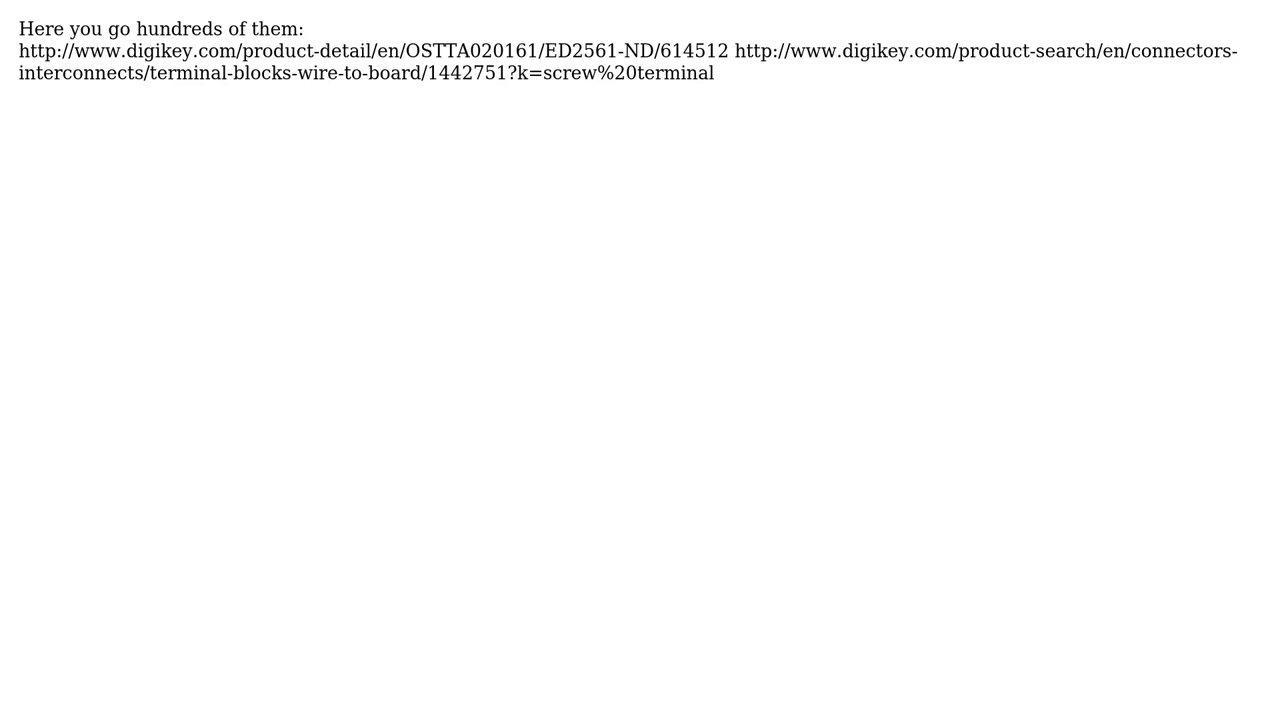 Here you go hundreds of them:
http://www.digikey.com/product-detail/en/OSTTA020161/ED2561-ND/614512 http://www.digikey.com/product-search/en/connectors-
interconnects/terminal-blocks-wire-to-board/1442751?k=screw%20terminal